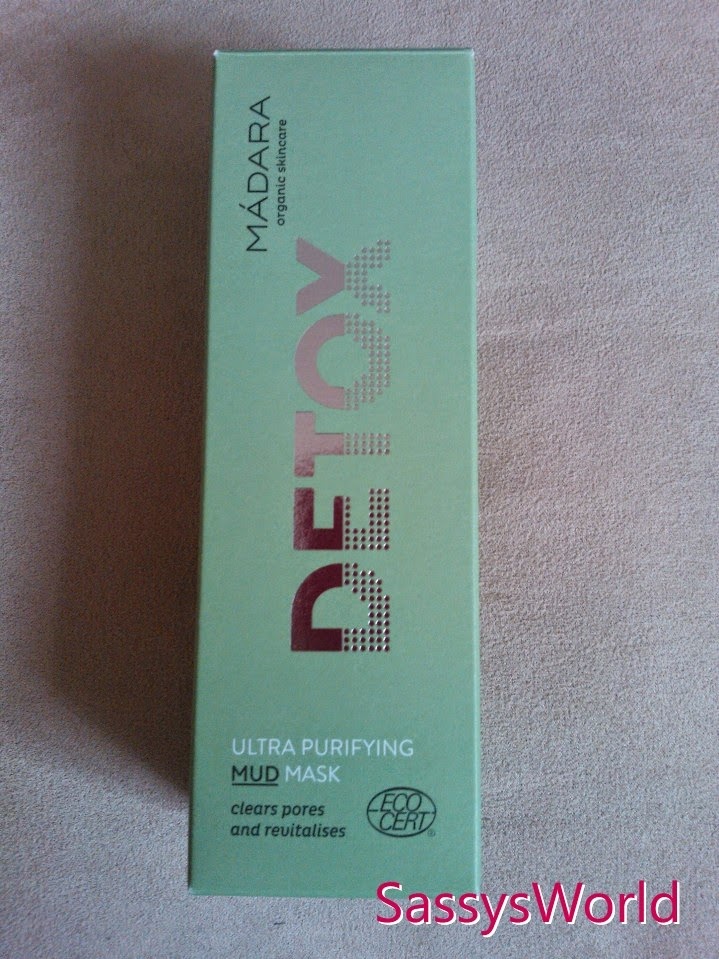 MÁDARA
organic skincare
DETOX
ULTRA PURIFYING
MUD MASK
clears pores
and revitalises
ECO
CERT
®
SassysWorld